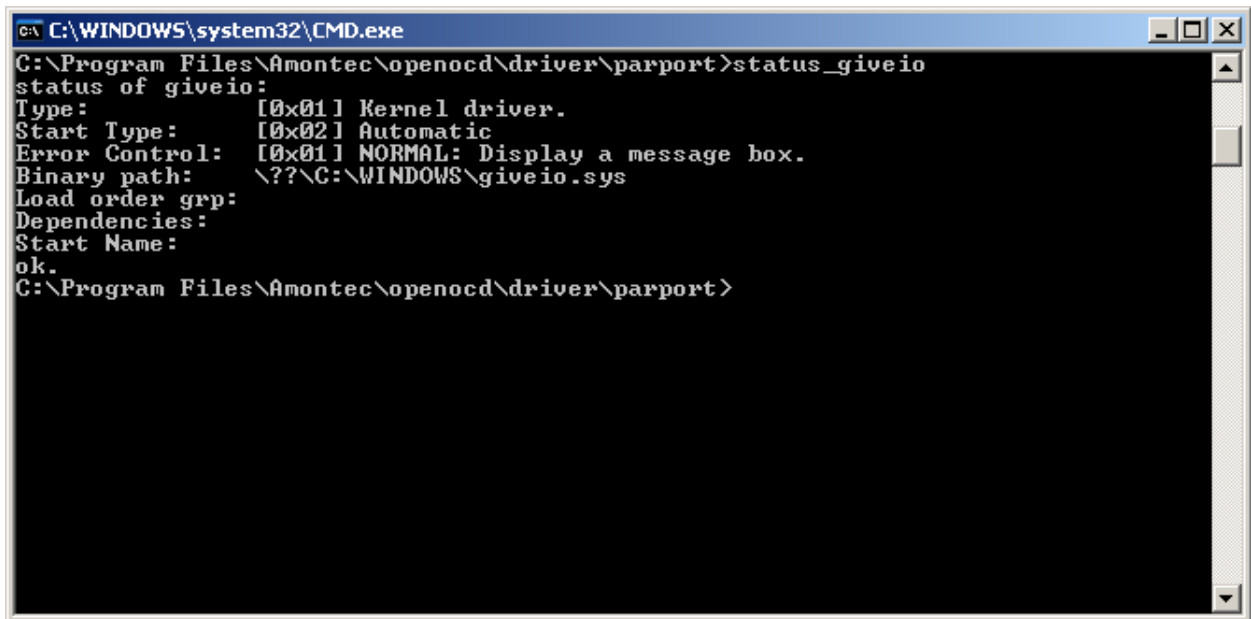 C:\WINDOWS\system32\CMD.exe
C:\Program Files\Amontec\openocd\driver\parport>status_giveio
status of giveio:
Type:           [0x01] Kernel driver.
Start Type:     [0x02] Automatic
Error Control:  [0x01] NORMAL: Display a message box.
Binary path:    \??\C:\WINDOWS\giveio.sys
Load order grp:
Dependencies:
Start Name:
ok.
C:\Program Files\Amontec\openocd\driver\parport>